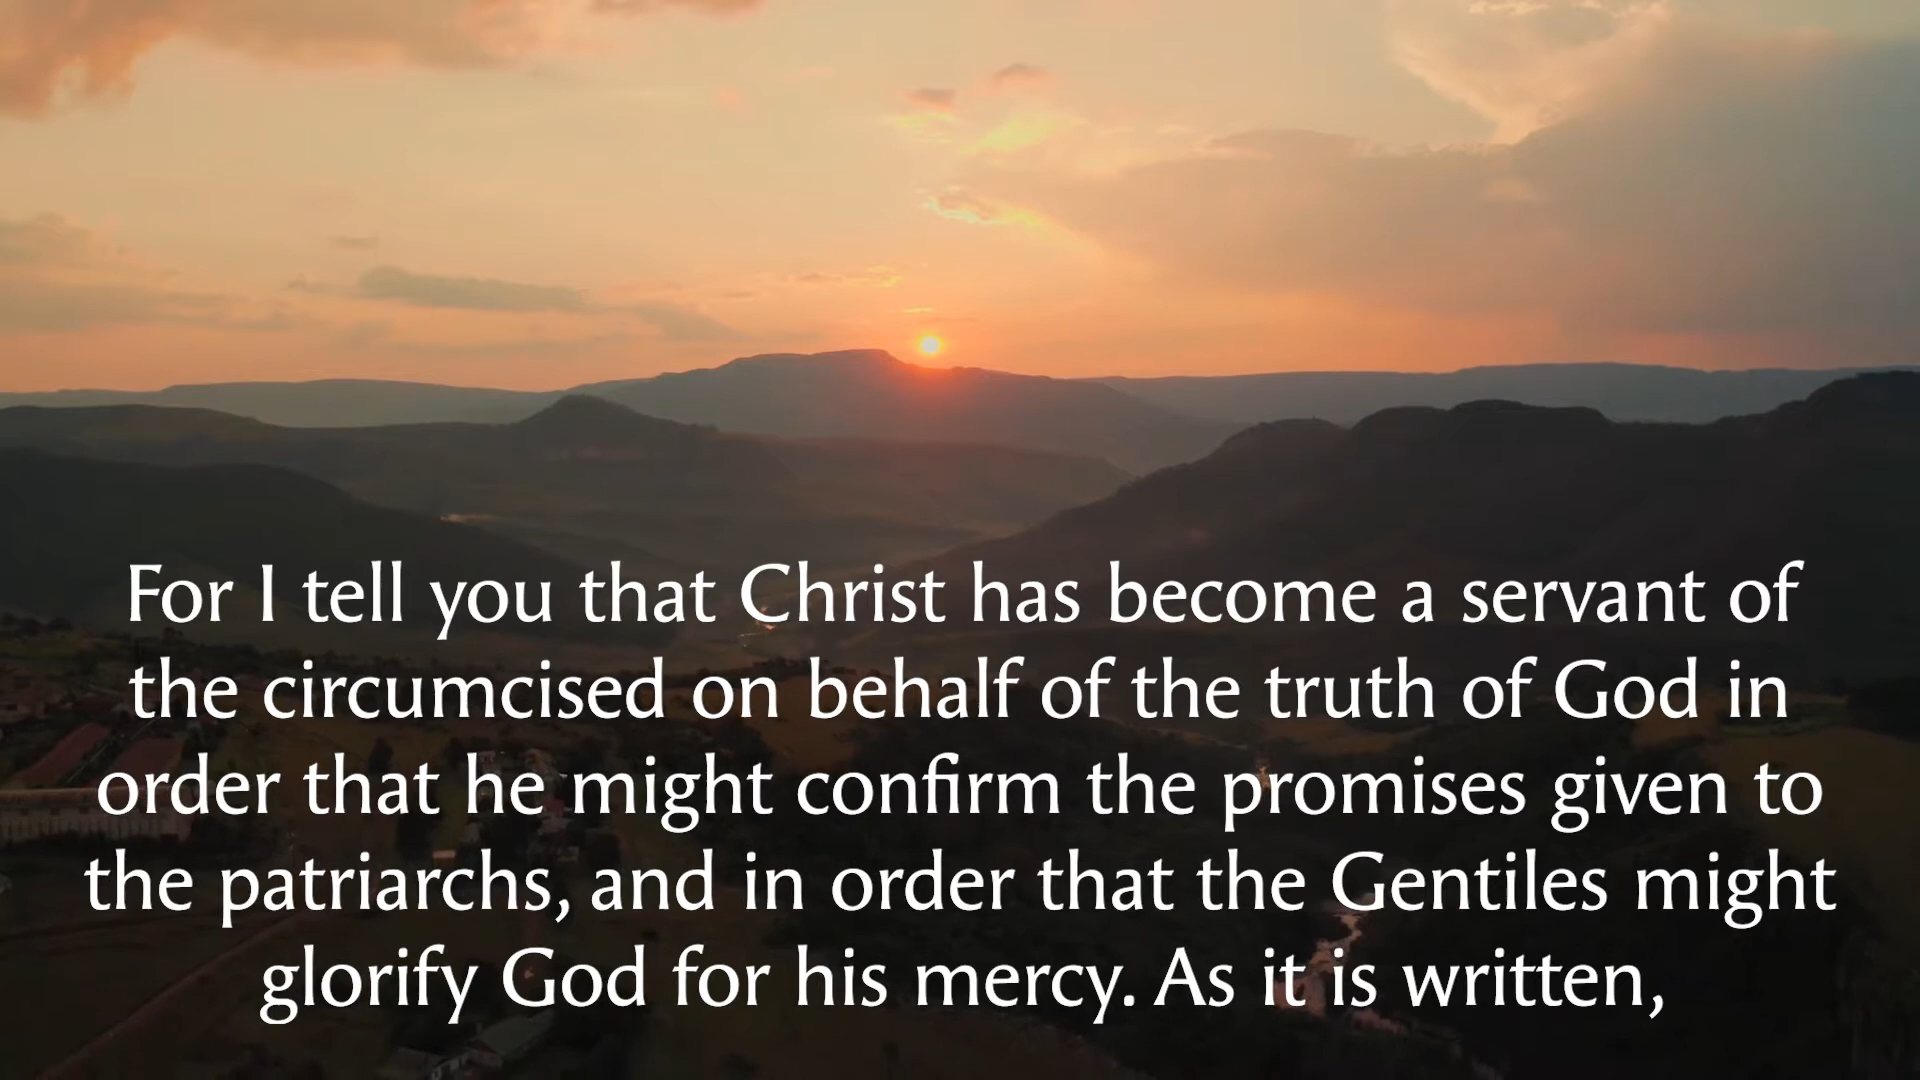 For I tell you that Christ has become a servant of
the circumcised on behalf of the truth of God in
order that he might confirm the promises given to
the patriarchs, and in order that the Gentiles might
glorify God for his mercy. As it is written,